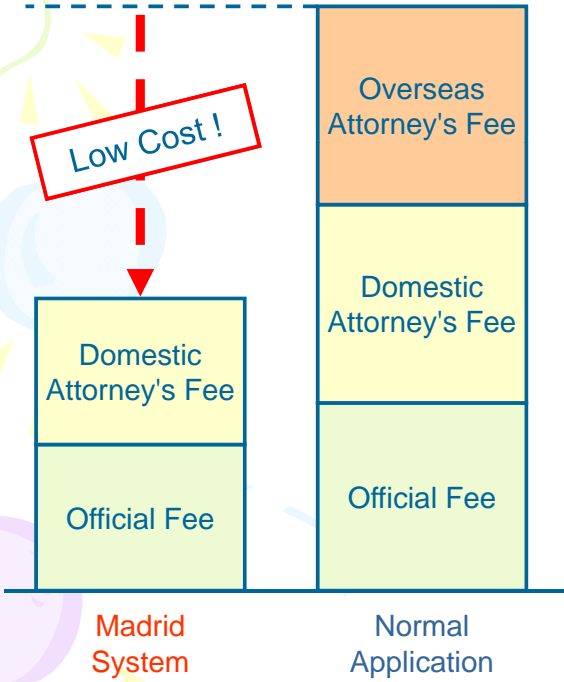 Low Cost !
Overseas
Attorney's Fee
Domestic
Attorney's Fee
Official Fee
Domestic
Attorney's Fee
Official Fee
Madrid
System
Normal
Application